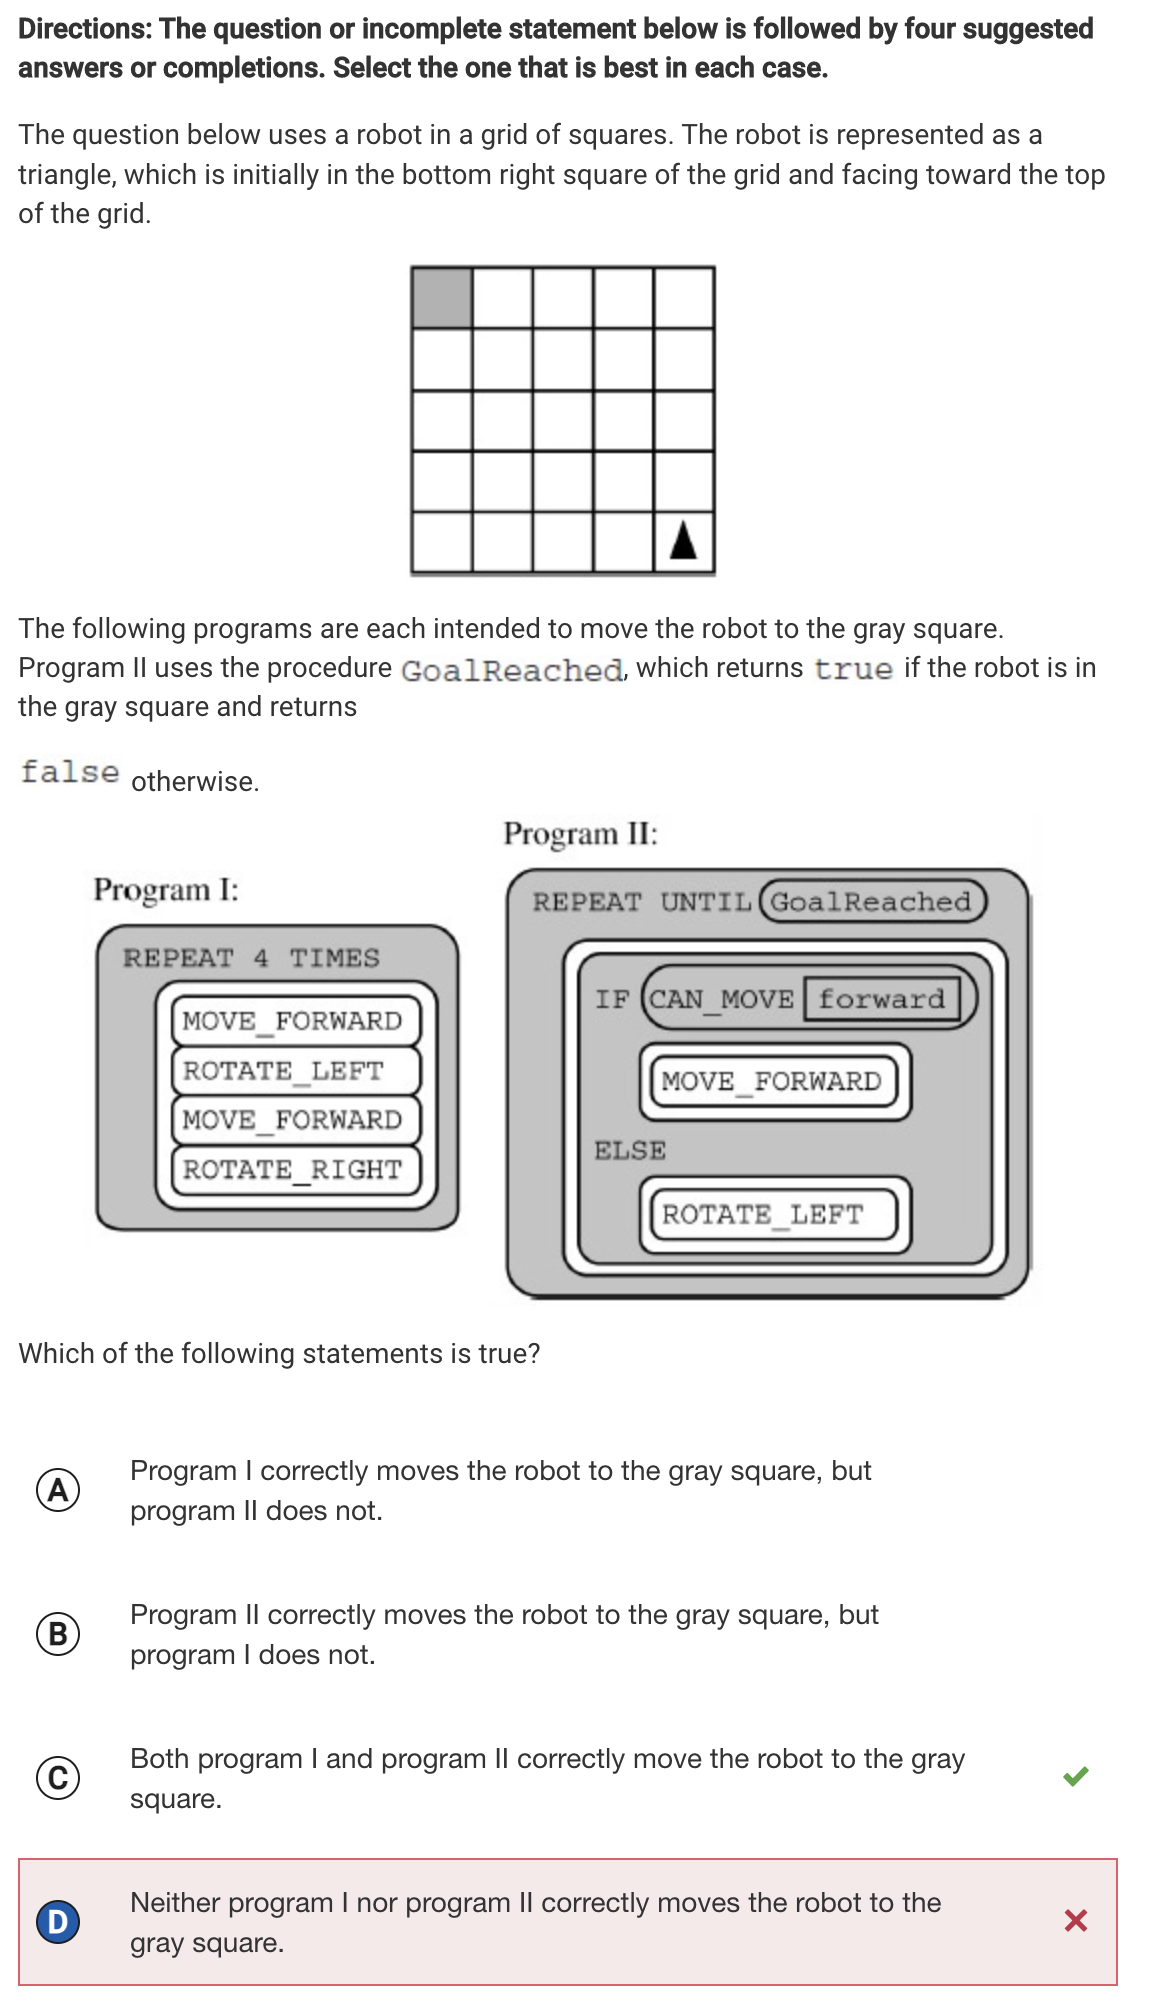 Directions: The question or incomplete statement below is followed by four suggested
answers or completions. Select the one that is best in each case.
The question below uses a robot in a grid of squares. The robot is represented as a
triangle, which is initially in the bottom right square of the grid and facing toward the top
of the grid.
The following programs are each intended to move the robot to the gray square.
Program II uses the procedure GoalReached, which returns true if the robot is in
the gray square and returns
false otherwise.
Program I:
REPEAT 4 TIMES
MOVE_FORWARD
ROTATE_LEFT
MOVE_FORWARD
ROTATE_RIGHT
Program II:
REPEAT UNTIL GoalReached
IF CAN_MOVE forward
MOVE_FORWARD
ELSE
ROTATE_LEFT
Which of the following statements is true?
A Program I correctly moves the robot to the gray square, but
program II does not.
B Program II correctly moves the robot to the gray square, but
program I does not.
C Both program I and program II correctly move the robot to the gray
square.
D Neither program I nor program II correctly moves the robot to the
gray square.